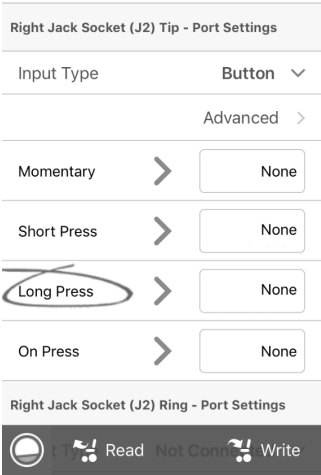 Right Jack Socket (J2) Tip - Port Settings
Input Type Button
Advanced
Momentary None
Short Press None
Long Press None
On Press None
Right Jack Socket (J2) Ring - Port Settings
Read Write